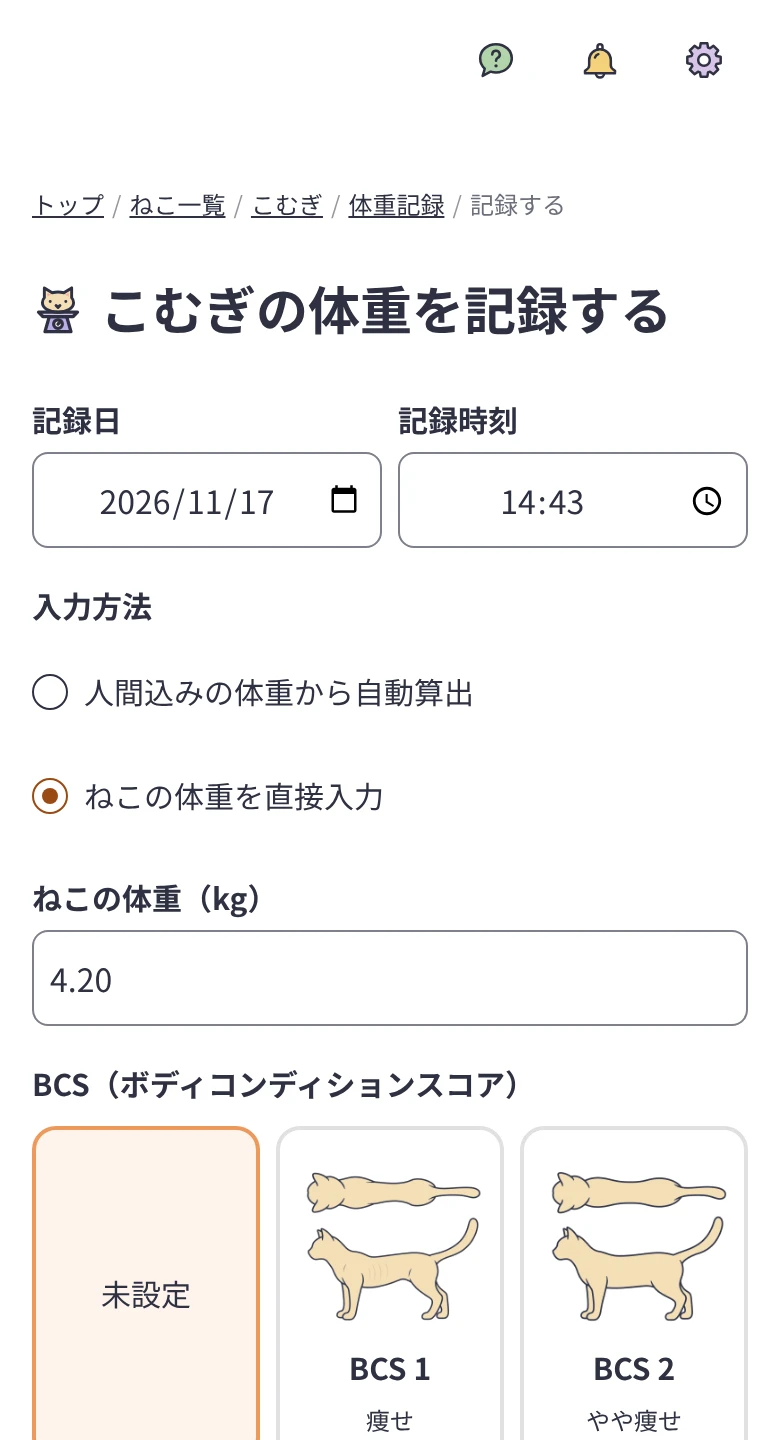 トップ / ねこ一覧 / こむぎ / 体重記録 / 記録する
こむぎの体重を記録する
記録日 記録時刻
2026/11/17 14:43
入力方法
人間込みの体重から自動算出
ねこの体重を直接入力
ねこの体重（kg）
4.20
BCS（ボディコンディションスコア）
未設定
BCS 1 BCS 2
痩せ やや痩せ